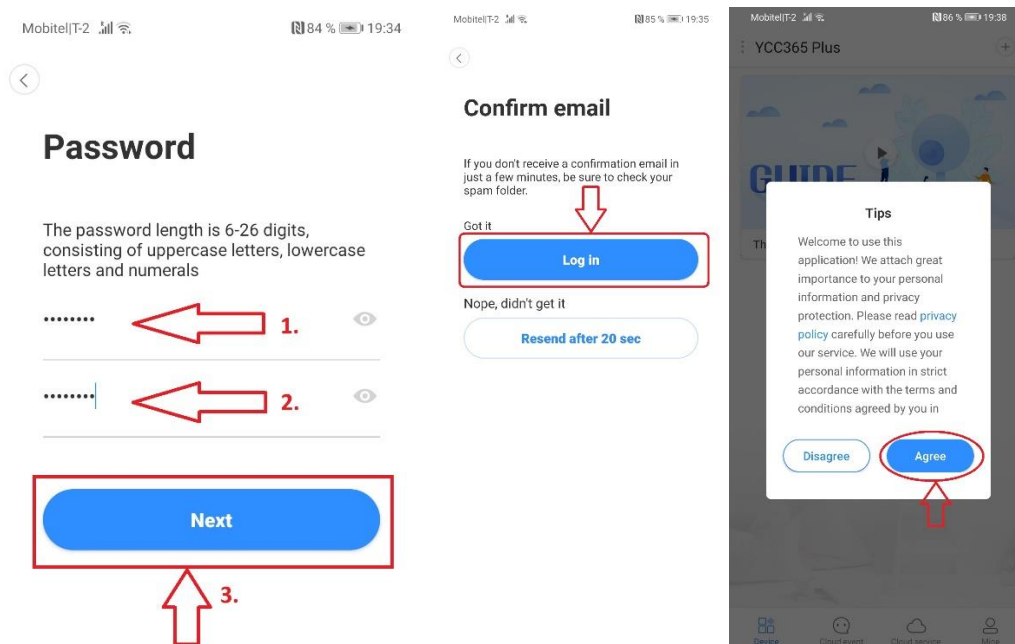 Mobitel|T-2
84 % 19:34
Password
The password length is 6-26 digits,
consisting of uppercase letters, lowercase
letters and numerals
•••••••• 1.
•••••••• 2.
Next
3.
Mobitel|T-2
85 % 19:35
Confirm email
If you don't receive a confirmation email in
just a few minutes, be sure to check your
spam folder.
Got it
Log in
Nope, didn't get it
Resend after 20 sec
Mobitel|T-2
86 % 19:38
YCC365 Plus
GUIDE
Th
Tips
Welcome to use this
application! We attach great
importance to your personal
information and privacy
protection. Please read privacy
policy carefully before you use
our service. We will use your
personal information in strict
accordance with the terms and
conditions agreed by you in
Disagree
Agree
Device
Cloud event
Cloud service
Mine